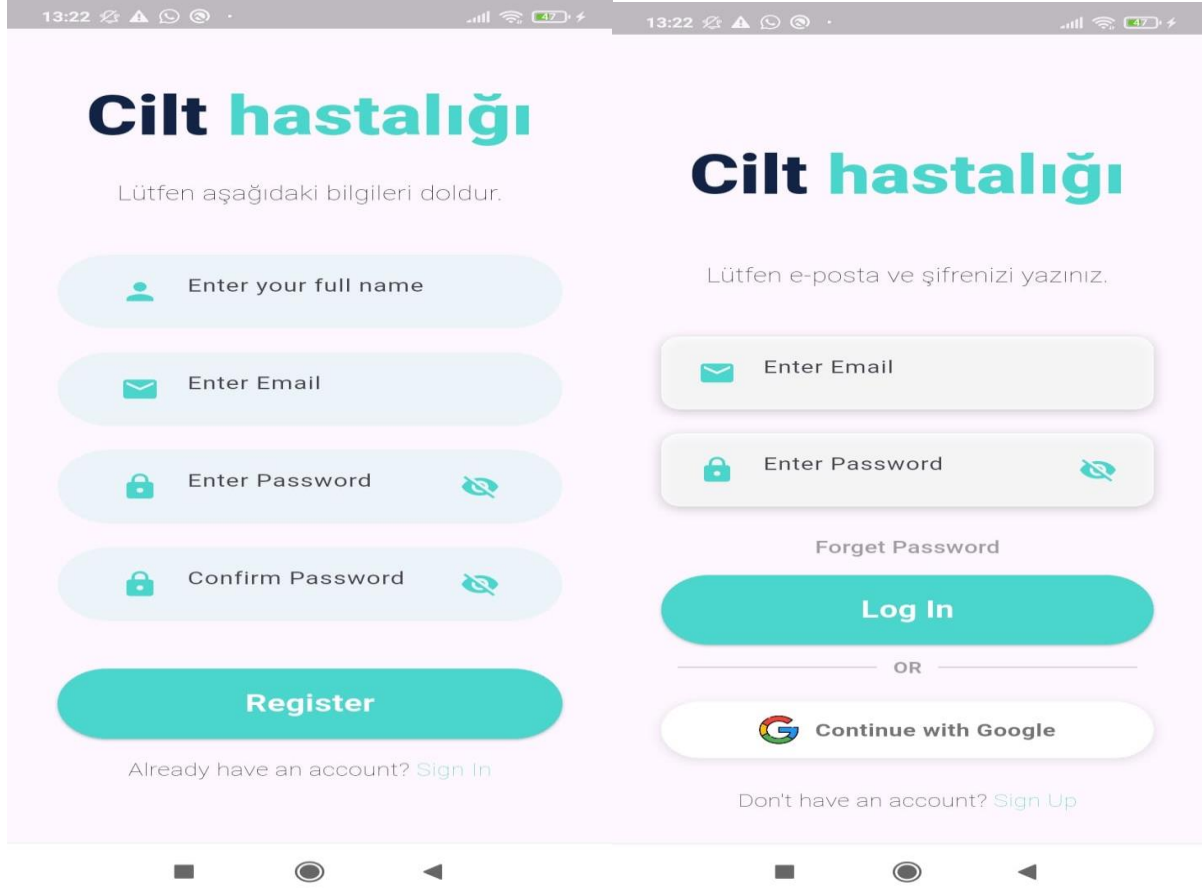 13:22
47
Cilt hastalığı
Lütfen aşağıdaki bilgileri doldur.
Enter your full name
Enter Email
Enter Password
Confirm Password
Register
Already have an account? Sign In
13:22
47
Cilt hastalığı
Lütfen e-posta ve şifrenizi yazınız.
Enter Email
Enter Password
Forget Password
Log In
OR
Continue with Google
Don't have an account? Sign Up